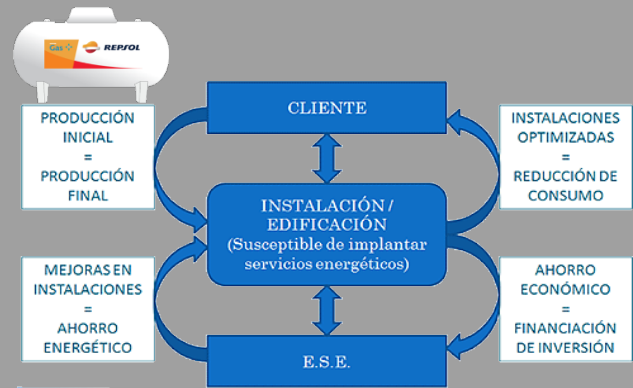 Gas REPSOL
CLIENTE
PRODUCCIÓN
INICIAL
=
PRODUCCIÓN
FINAL
INSTALACIONES
OPTIMIZADAS
=
REDUCCIÓN DE
CONSUMO
INSTALACIÓN /
EDIFICACIÓN
(Susceptible de implantar
servicios energéticos)
MEJORAS EN
INSTALACIONES
=
AHORRO
ENERGÉTICO
AHORRO
ECONÓMICO
=
FINANCIACIÓN
DE INVERSIÓN
E.S.E.